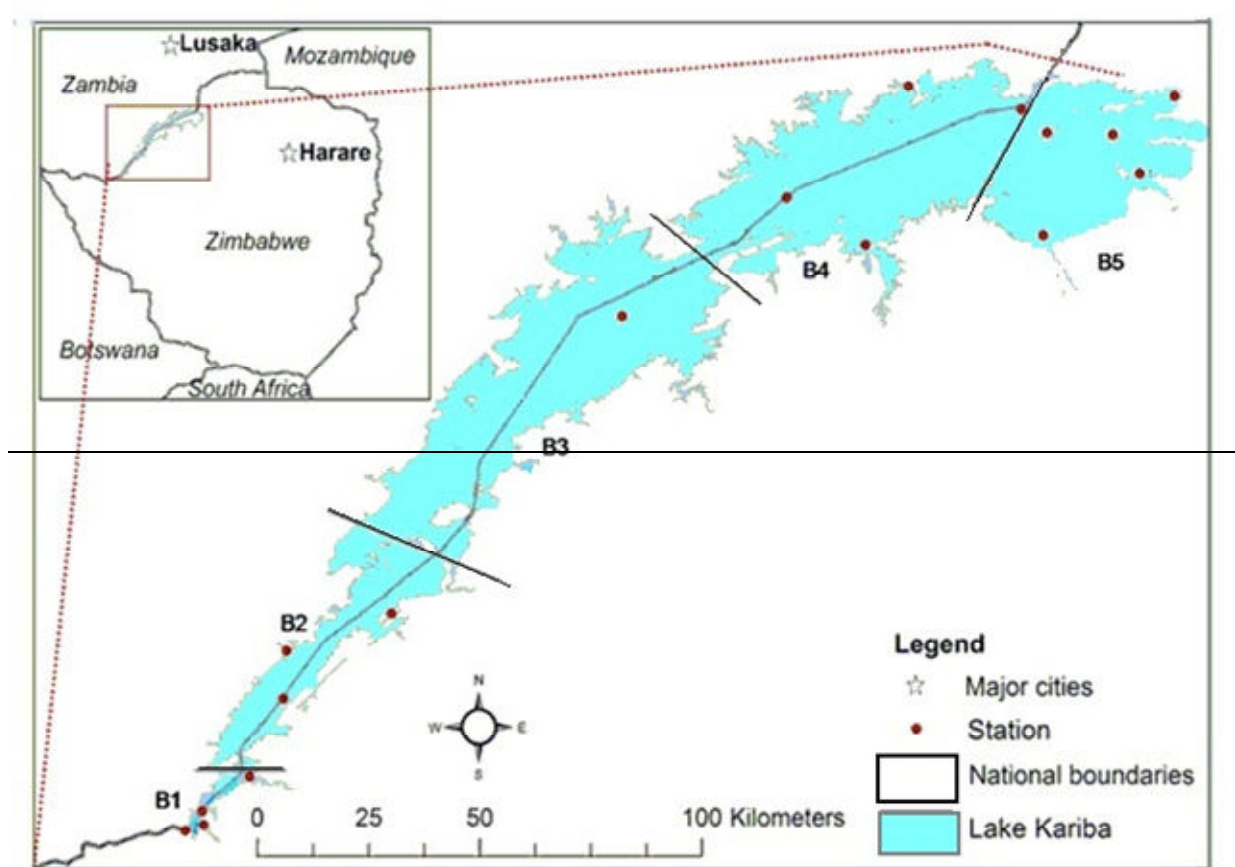 Lusaka
Mozambique
Zambia
Harare
Zimbabwe
Botswana
South Africa
B4
B5
B3
B2
B1
N
W E
S
0 25 50 100 Kilometers
Legend
Major cities
Station
National boundaries
Lake Kariba